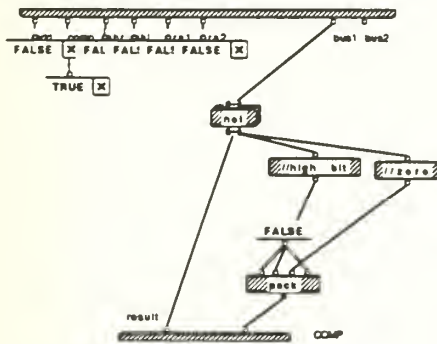 bus1 bus2
FALSE X FAL FAL FAL FALSE X
TRUE X
not
//high bit //zero
FALSE
pack
result
COMP